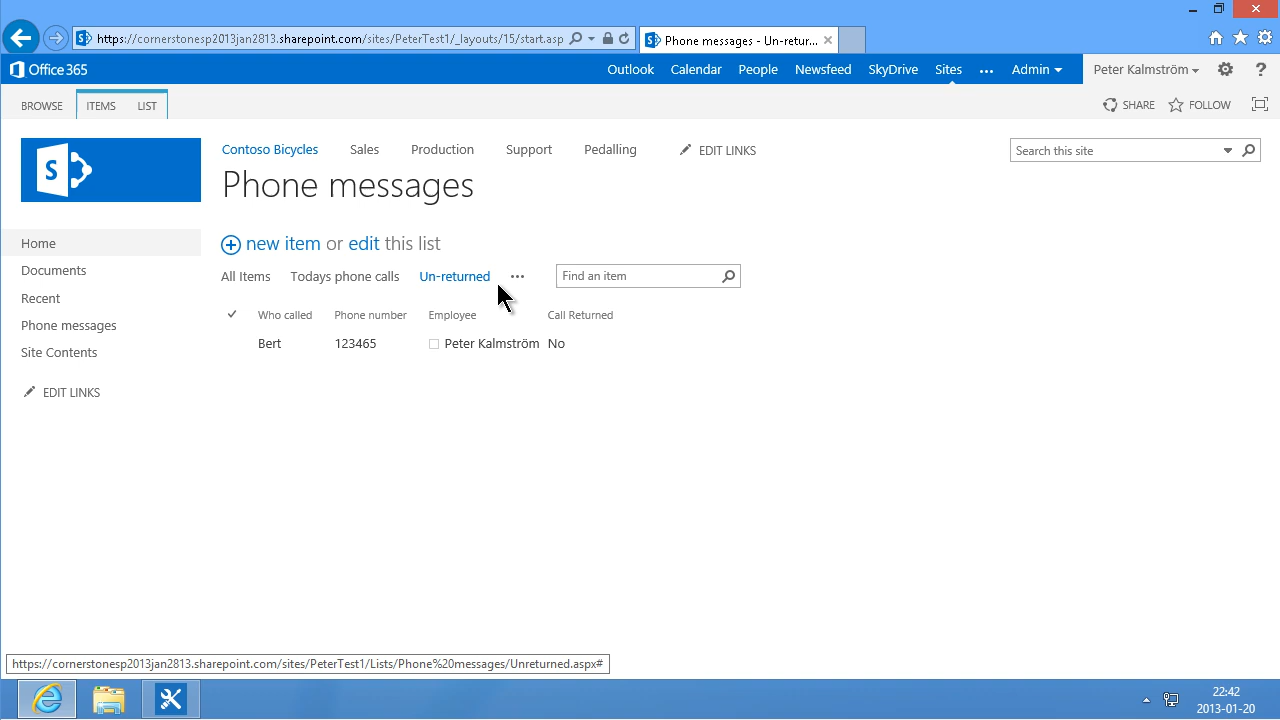 https://cornerstonesp2013jan2813.sharepoint.com/sites/PeterTest1/_layouts/15/start.asp
Phone messages - Un-retur...
Office 365
Outlook Calendar People Newsfeed SkyDrive Sites ... Admin Peter Kalmström ?
BROWSE ITEMS LIST SHARE FOLLOW
S Contoso Bicycles Sales Production Support Pedalling EDIT LINKS Search this site
Phone messages
new item or edit this list
All Items Todays phone calls Un-returned ... Find an item
Who called Phone number Employee Call Returned
Bert 123465 Peter Kalmström No
Home
Documents
Recent
Phone messages
Site Contents
EDIT LINKS
https://cornerstonesp2013jan2813.sharepoint.com/sites/PeterTest1/Lists/Phone%20messages/Unreturned.aspx#
22:42
2013-01-20